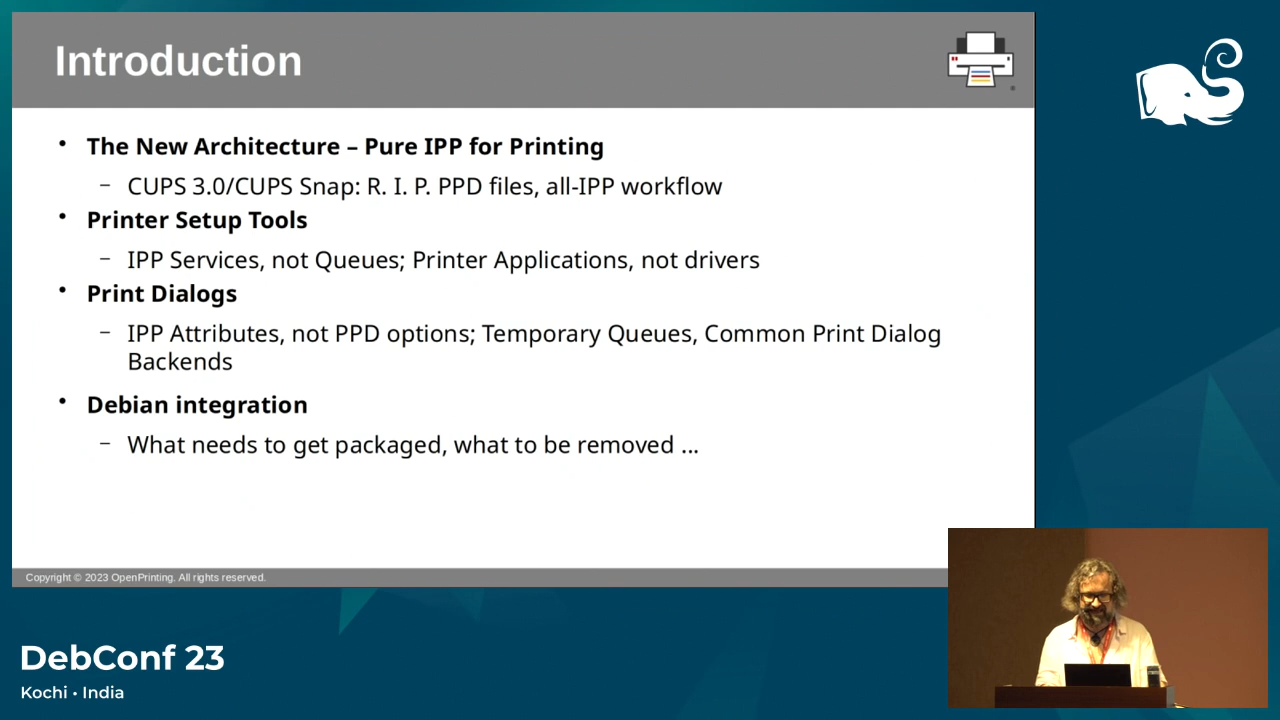 Introduction
• The New Architecture – Pure IPP for Printing
– CUPS 3.0/CUPS Snap: R. I. P. PPD files, all-IPP workflow
• Printer Setup Tools
– IPP Services, not Queues; Printer Applications, not drivers
• Print Dialogs
– IPP Attributes, not PPD options; Temporary Queues, Common Print Dialog
Backends
• Debian integration
– What needs to get packaged, what to be removed ...
Copyright © 2023 OpenPrinting. All rights reserved.
DebConf 23
Kochi • India